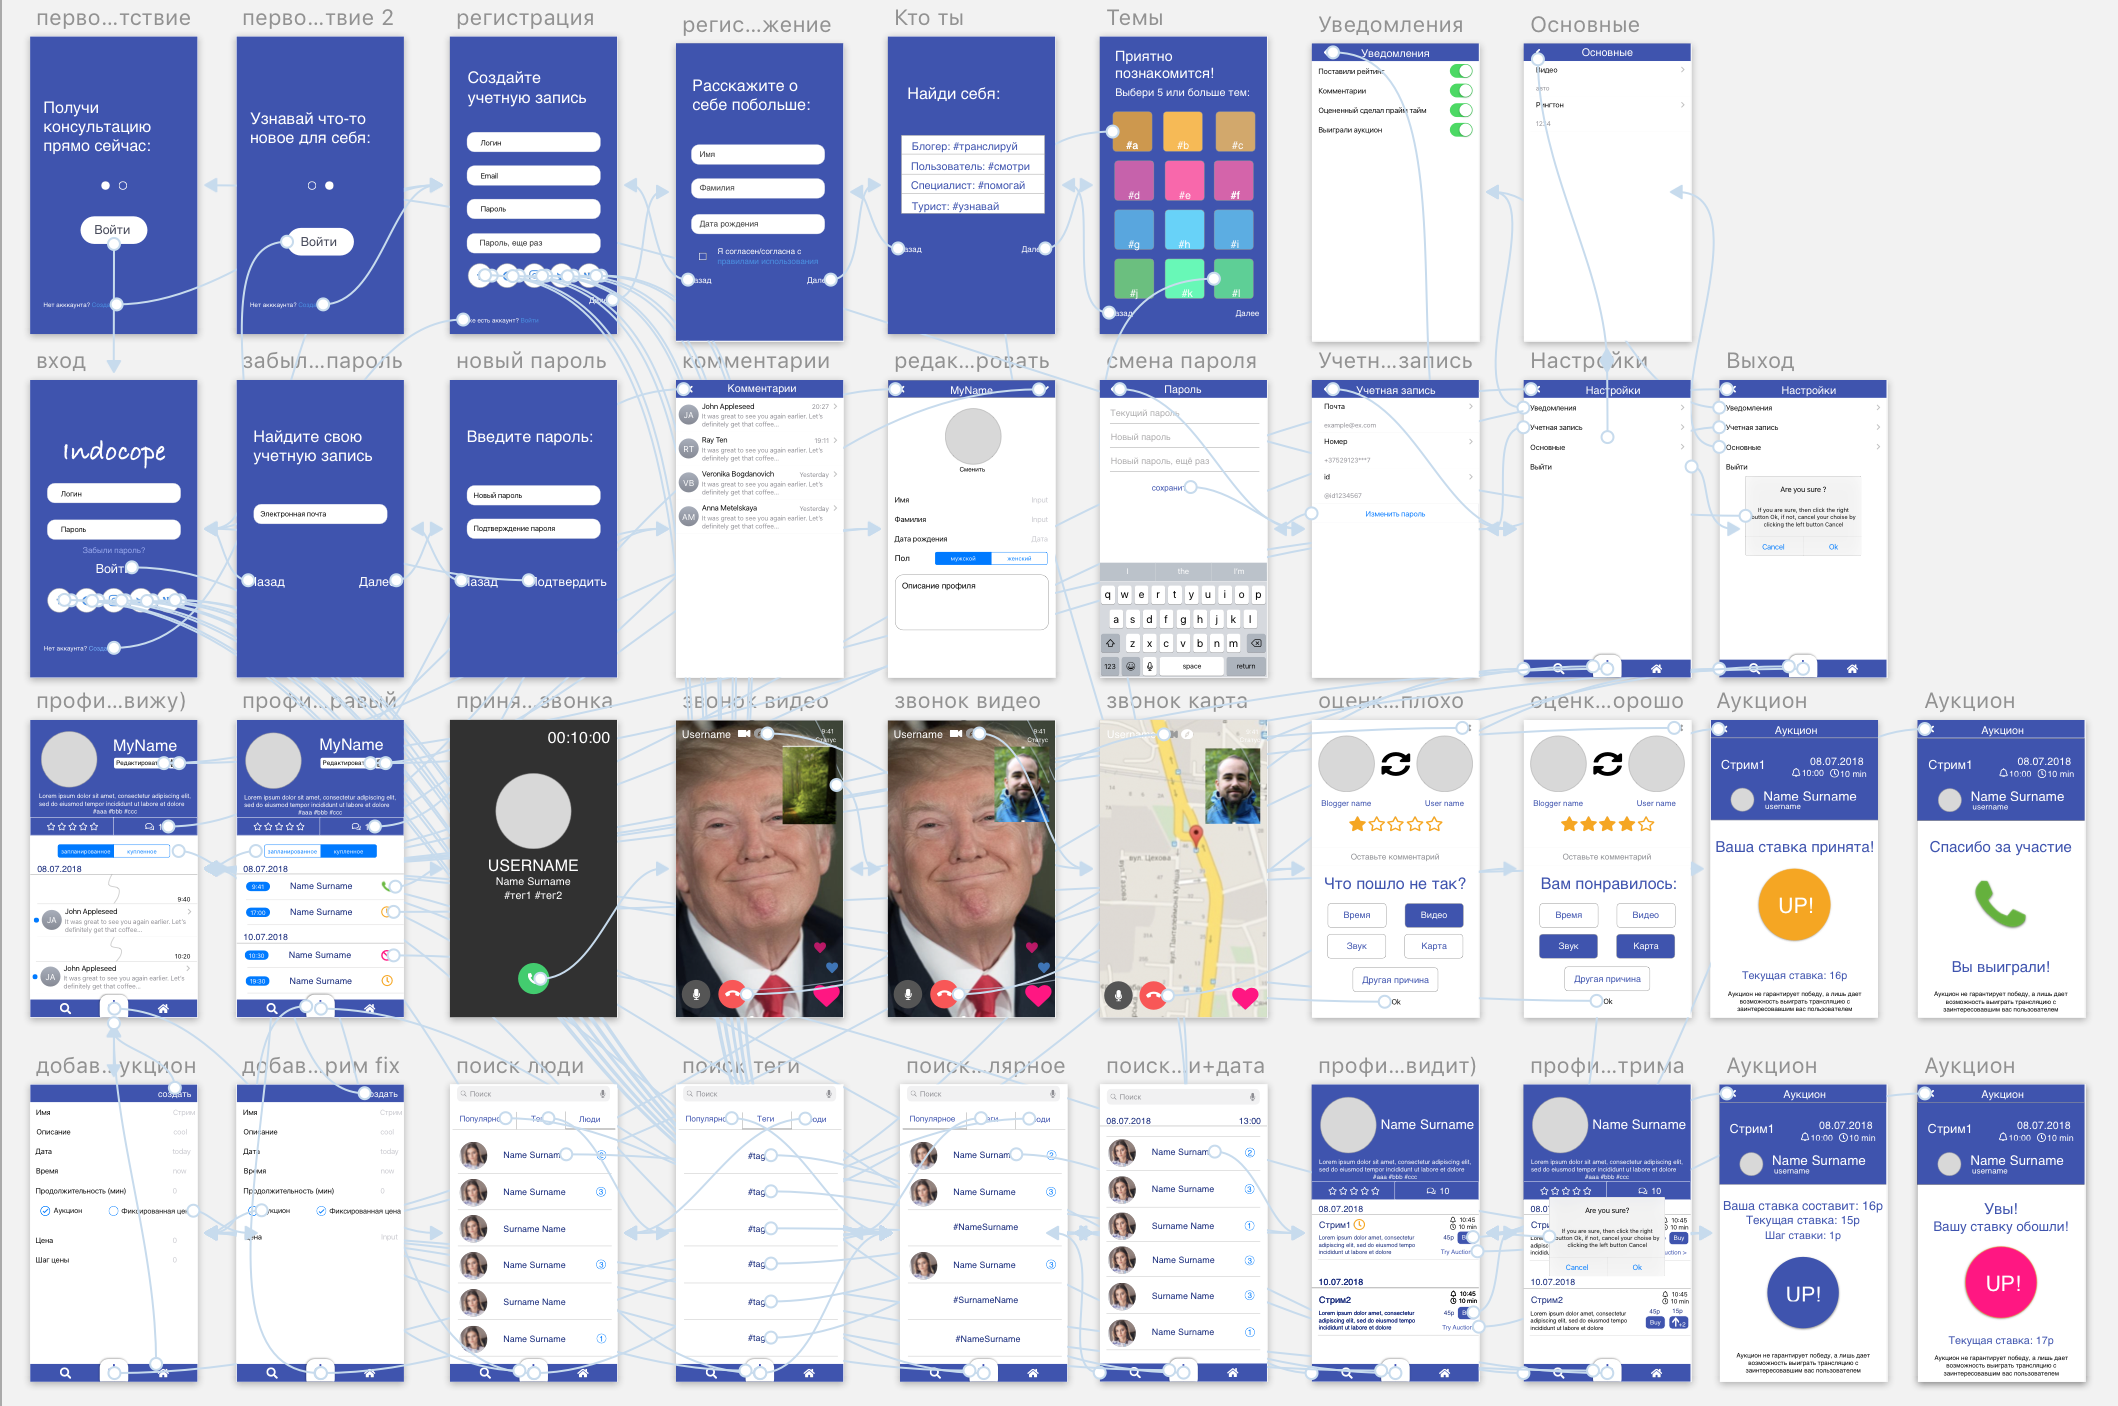 перво...тствие
Получи
консультацию
прямо сейчас:
Войти
Нет акккаунта?
перво...твие 2
Узнавай что-то
новое для себя:
Войти
Нет акккаунта?
регистрация
Создайте
учетную запись
Логин
Email
Пароль
Пароль, еще раз
же есть аккаунт? Войти
регис...жение
Расскажите о
себе побольше:
Имя
Фамилия
Дата рождения
Я согласен/согласна с
правилами использования
Кто ты
Найди себя:
Блогер: #транслируй
Пользователь: #смотри
Специалист: #помогай
Турист: #узнавай
Темы
Приятно
познакомится!
Выбери 5 или больше тем:
#a #b #c
#d #e #f
#g #h #i
#j #k #l
Далее
Уведомления
Уведомления
Поставили рейтинг
Комментарии
Оцененный сделал прайм тайм
Выиграли аукцион
Основные
Основные
Видео
авто
Рингтон
1234
вход
Indocope
Логин
Пароль
Забыли пароль?
Войти
Нет аккаунта?
забыл...пароль
Найдите свою
учетную запись
Электронная почта
новый пароль
Введите пароль:
Новый пароль
Подтверждение пароля
комментарии
Комментарии
JA John Appleseed 20:27
It was great to see you again earlier. Let's
definitely get that coffee...
RT Ray Ten 19:11
It was great to see you again earlier. Let's
definitely get that coffee...
VB Veronika Bogdanovich Yesterday
It was great to see you again earlier. Let's
definitely get that coffee...
AM Anna Metelskaya Yesterday
It was great to see you again earlier. Let's
definitely get that coffee...
редак...ровать
MyName
Сменить
Имя Input
Фамилия Input
Дата рождения Дата
Пол мужской женский
Описание профиля
смена пароля
Пароль
Текущий пароль
Новый пароль
Новый пароль, ещё раз
I the I'm
q w e r t y u i o p
a s d f g h j k l
z x c v b n m
123 space return
Учетн...запись
Учетная запись
Почта
example@ex.com
Номер
+37529123***7
id
@id1234567
Изменить пароль
Настройки
Настройки
Уведомления
Учетная запись
Основные
Выйти
Выход
Настройки
Уведомления
Учетная запись
Основные
Выйти
Are you sure ?
If you are sure, then click the right
button Ok, if not, cancel your choise by
clicking the left button Cancel
Cancel Ok
профи...вижу)
MyName
Lorem ipsum dolor sit amet, consectetur adipiscing elit,
sed do eiusmod tempor incididunt ut labore et dolore
#aaa #bbb #ccc
запланированное купленное
08.07.2018
9:40
JA John Appleseed
It was great to see you again earlier. Let's
definitely get that coffee...
10:20
JA John Appleseed
It was great to see you again earlier. Let's
definitely get that coffee...
профи...равый
MyName
Lorem ipsum dolor sit amet, consectetur adipiscing elit,
sed do eiusmod tempor incididunt ut labore et dolore
#aaa #bbb #ccc
запланированное купленное
08.07.2018
9:41 Name Surname
17:00 Name Surname
10.07.2018
10:30 Name Surname
19:30 Name Surname
приня... звонка
00:10:00
USERNAME
Name Surname
#тег1 #тег2
звонок видео
Username
9:41
Статус
звонок видео
Username
9:41
Статус
звонок карта
оценк...плохо
Blogger name User name
Оставьте комментарий
Что пошло не так?
Время Видео
Звук Карта
Другая причина
Ok
оценк...орошо
Blogger name User name
Оставьте комментарий
Вам понравилось:
Время Видео
Звук Карта
Другая причина
Ok
Аукцион
Аукцион
Стрим1 08.07.2018
10:00 10 min
Name Surname
username
Ваша ставка принята!
UP!
Текущая ставка: 16р
Аукцион не гарантирует победу, а лишь дает
возможность выиграть трансляцию с
заинтересовавшим вас пользователем
Аукцион
Аукцион
Стрим1 08.07.2018
10:00 10 min
Name Surname
username
Спасибо за участие
Вы выиграли!
Аукцион не гарантирует победу, а лишь дает
возможность выиграть трансляцию с
заинтересовавшим вас пользователем
добав...укцион
создать
Имя Стрим
Описание cool
Дата today
Время now
Продолжительность (мин) 0
Аукцион Фиксированная цена
Цена 0
Шаг цены 0
добав...рим fix
Имя Стрим
Описание cool
Дата today
Время now
Продолжительность (мин) 0
Фиксированная цена
Input
поиск люди
Поиск
Популярное Люди
Name Surname
Name Surname 3
Surname Name
Name Surname 3
Surname Name
Name Surname 1
поиск теги
Поиск
Популярное Теги
#tag
#tag
#tag
#tag
#tag
#tag
поиск...лярное
Поиск
Популярное
Name Surname
Name Surname 3
#NameSurname
Name Surname 3
#SurnameName
#NameSurname
поиск...и+дата
Поиск
08.07.2018 13:00
Name Surname 2
Name Surname 3
Surname Name 1
Name Surname 3
Surname Name 3
Name Surname 1
профи...видит)
Name Surname
Lorem ipsum dolor sit amet, consectetur adipiscing elit,
sed do eiusmod tempor incididunt ut labore et dolore
#aaa #bbb #ccc
10
08.07.2018
Стрим1 10:45
10 min
Lorem ipsum dolor amet, consectetur
adipiscing elit, sed do eiusmod tempo
incididunt ut labore et dolore
45р
Try Auction
10.07.2018
Стрим2 10:45
10 min
Lorem ipsum dolor amet, consectetur
adipiscing elit, sed do eiusmod tempo
incididunt ut labore et dolore
45р
Try Auction
профи...трима
Name Surname
Lorem ipsum dolor sit amet, consectetur adipiscing elit,
sed do eiusmod tempor incididunt ut labore et dolore
#aaa #bbb #ccc
10
Are you sure?
If you are sure, then click the right
button Ok, if not, cancel your choise by
clicking the left button Cancel
Cancel Ok
10:45
10 min
Buy
10.07.2018
Стрим2 10:45
10 min
Lorem ipsum dolor amet, consectetur
adipiscing elit, sed do eiusmod tempo
incididunt ut labore et dolore
45р 15р
Buy +2
Аукцион
Аукцион
Стрим1 08.07.2018
10:00 10 min
Name Surname
username
Ваша ставка составит: 16р
Текущая ставка: 15р
Шаг ставки: 1р
UP!
Аукцион не гарантирует победу, а лишь дает
возможность выиграть трансляцию с
заинтересовавшим вас пользователем
Аукцион
Аукцион
Стрим1 08.07.2018
10:00 10 min
Name Surname
username
Увы!
Вашу ставку обошли!
UP!
Текущая ставка: 17р
Аукцион не гарантирует победу, а лишь дает
возможность выиграть трансляцию с
заинтересовавшим вас пользователем